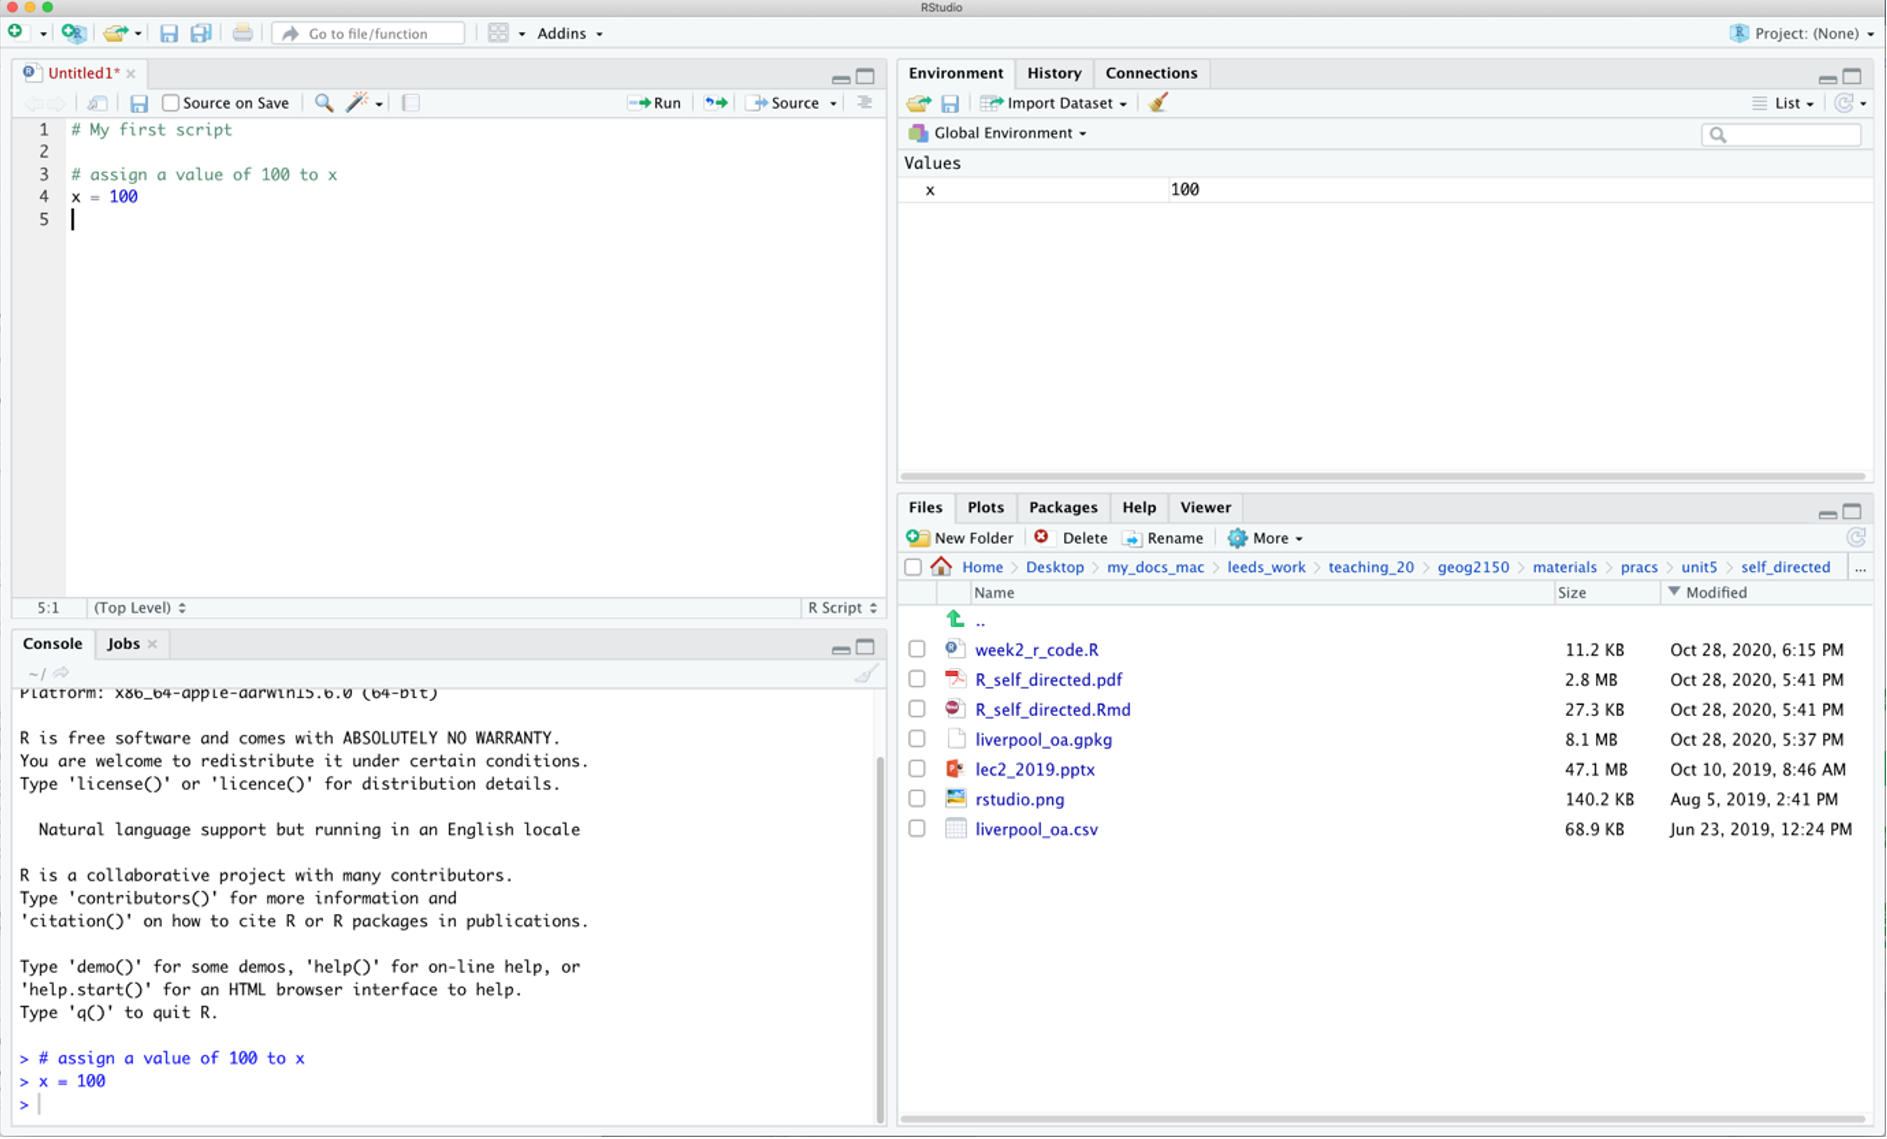 RStudio
Go to file/function
Addins
Project: (None)
Untitled1*
Source on Save
Run
Source
1 # My first script
2
3 # assign a value of 100 to x
4 x = 100
5
5:1 (Top Level) R Script
Console Jobs
~/
Platform: x86_64-apple-darwin15.6.0 (64-bit)
R is free software and comes with ABSOLUTELY NO WARRANTY.
You are welcome to redistribute it under certain conditions.
Type 'license()' or 'licence()' for distribution details.
Natural language support but running in an English locale
R is a collaborative project with many contributors.
Type 'contributors()' for more information and
'citation()' on how to cite R or R packages in publications.
Type 'demo()' for some demos, 'help()' for on-line help, or
'help.start()' for an HTML browser interface to help.
Type 'q()' to quit R.
> # assign a value of 100 to x
> x = 100
>
Environment History Connections
Import Dataset List
Global Environment
Values
x 100
Files Plots Packages Help Viewer
New Folder Delete Rename More
Home Desktop my_docs_mac leeds_work teaching_20 geog2150 materials pracs unit5 self_directed ...
Name Size Modified
..
week2_r_code.R 11.2 KB Oct 28, 2020, 6:15 PM
R_self_directed.pdf 2.8 MB Oct 28, 2020, 5:41 PM
R_self_directed.Rmd 27.3 KB Oct 28, 2020, 5:41 PM
liverpool_oa.gpkg 8.1 MB Oct 28, 2020, 5:37 PM
lec2_2019.pptx 47.1 MB Oct 10, 2019, 8:46 AM
rstudio.png 140.2 KB Aug 5, 2019, 2:41 PM
liverpool_oa.csv 68.9 KB Jun 23, 2019, 12:24 PM